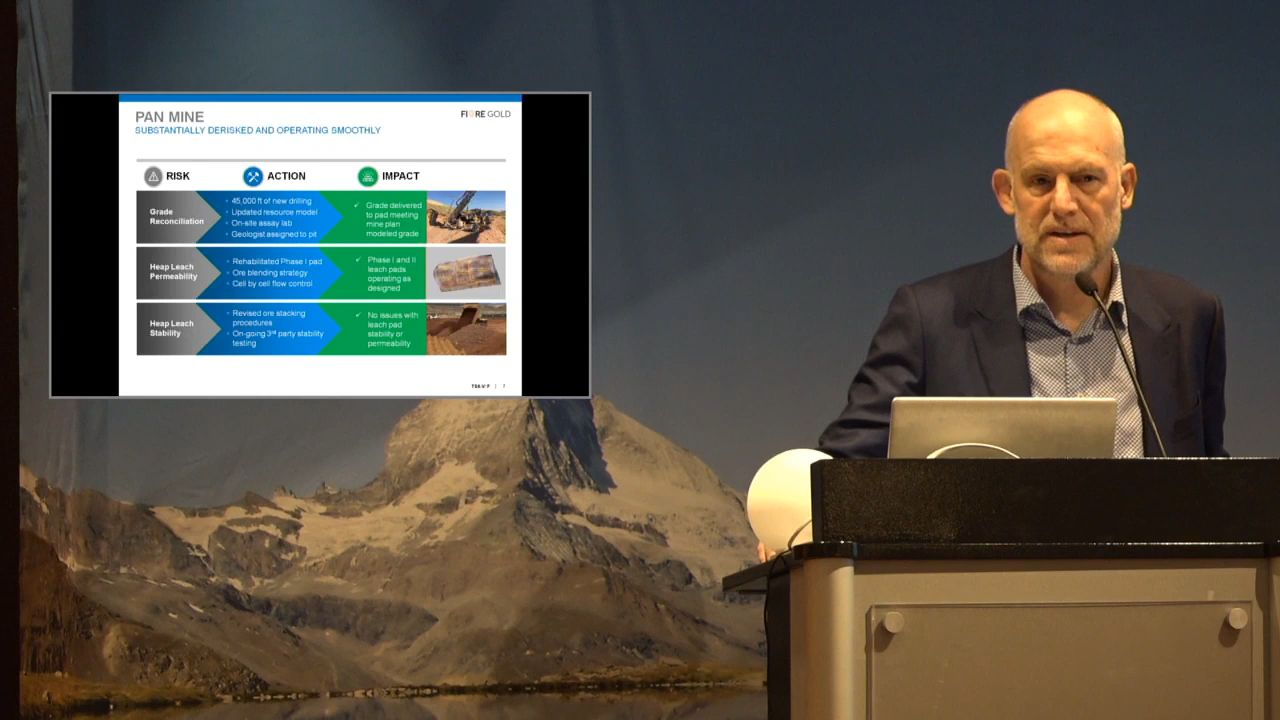 PAN MINE
FIORE GOLD
SUBSTANTIALLY DERISKED AND OPERATING SMOOTHLY
RISK
ACTION
IMPACT
Grade
Reconciliation
• 45,000 ft of new drilling
• Updated resource model
• On-site assay lab
• Geologist assigned to pit
✓ Grade delivered
to pad meeting
mine plan
modeled grade
Heap Leach
Permeability
• Rehabilitated Phase I pad
• Ore blending strategy
• Cell by cell flow control
✓ Phase I and II
leach pads
operating as
designed
Heap Leach
Stability
• Revised ore stacking
procedures
• On-going 3rd party stability
testing
✓ No issues with
leach pad
stability or
permeability
TSX-V: F | 7